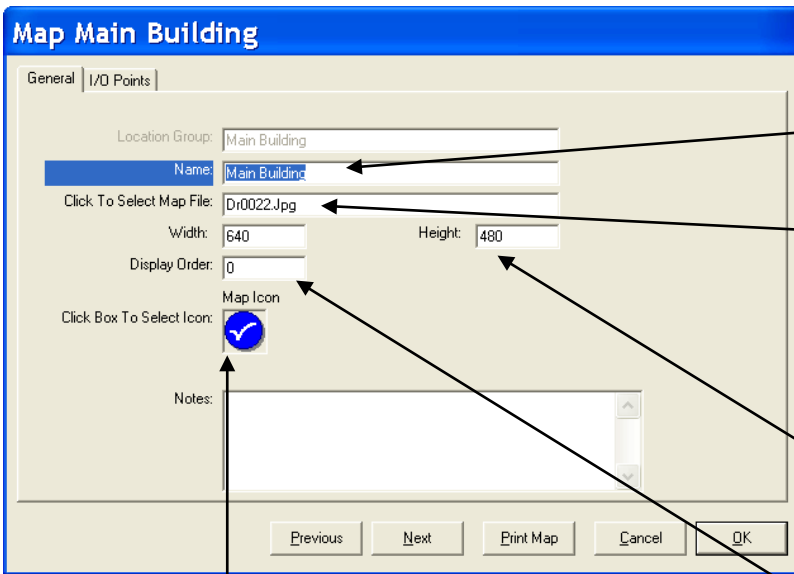 Map Main Building
General I/O Points
Location Group: Main Building
Name: Main Building
Click To Select Map File: Dr0022.Jpg
Width: 640 Height: 480
Display Order: 0
Map Icon
Click Box To Select Icon:
Notes:
Previous Next Print Map Cancel OK